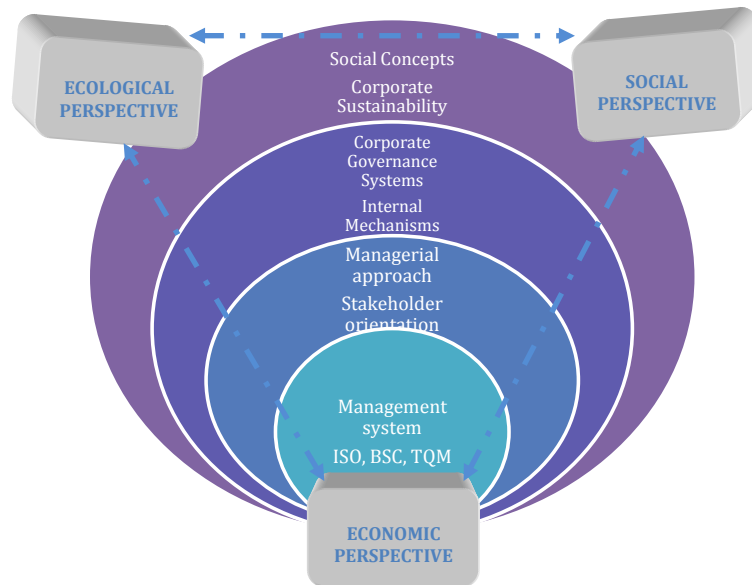 Social Concepts
Corporate
Sustainability
ECOLOGICAL
PERSPECTIVE
SOCIAL
PERSPECTIVE
Corporate
Governance
Systems
Internal
Mechanisms
Managerial
approach
Stakeholder
orientation
Management
system
ISO, BSC, TQM
ECONOMIC
PERSPECTIVE